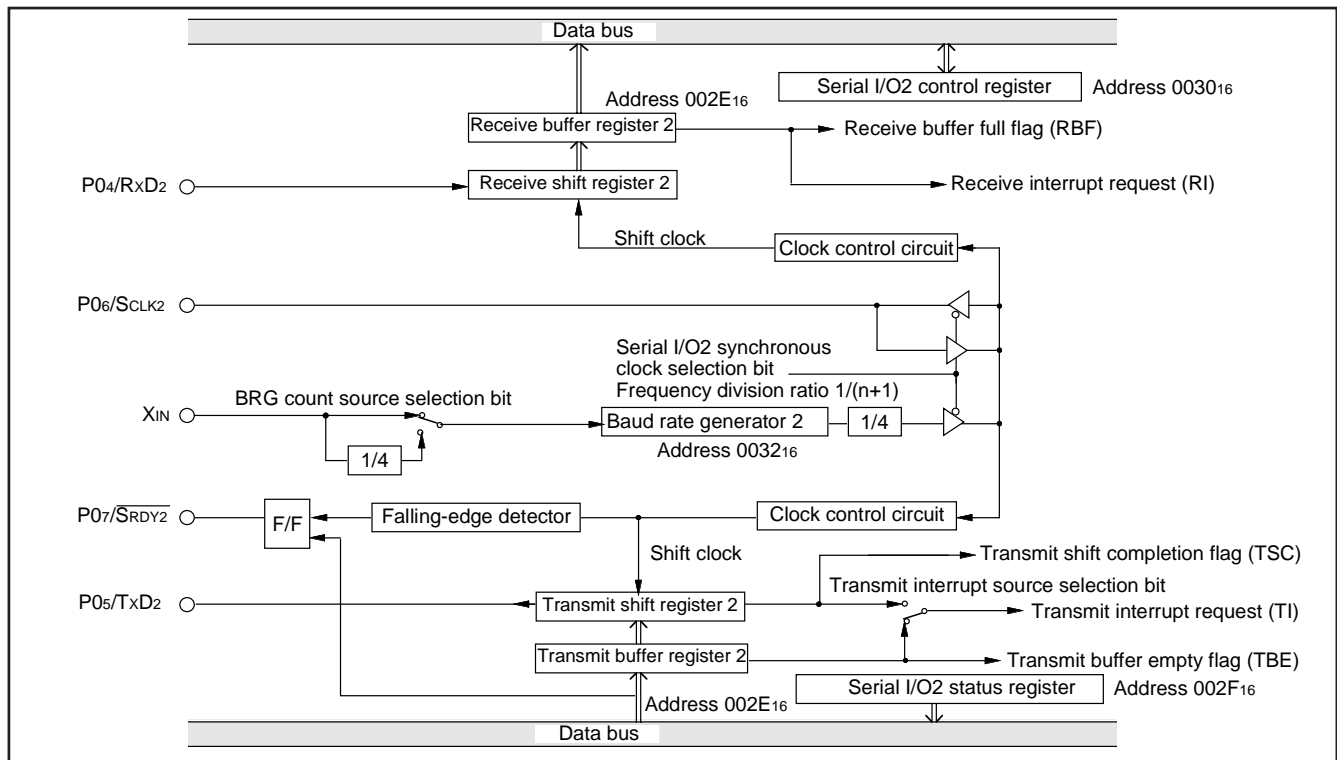 Data bus
Serial I/O2 control register
Address 0030₁₆
Address 002E₁₆
Receive buffer register 2
Receive buffer full flag (RBF)
P0₄/RxD₂
Receive shift register 2
Receive interrupt request (RI)
Shift clock
Clock control circuit
P0₆/SCLK2
Serial I/O2 synchronous
clock selection bit
Frequency division ratio 1/(n+1)
BRG count source selection bit
XIN
Baud rate generator 2
1/4
Address 0032₁₆
1/4
P0₇/S̅R̅D̅Y̅2̅
F/F
Falling-edge detector
Clock control circuit
Shift clock
Transmit shift completion flag (TSC)
Transmit interrupt source selection bit
P0₅/TxD₂
Transmit shift register 2
Transmit interrupt request (TI)
Transmit buffer register 2
Transmit buffer empty flag (TBE)
Address 002E₁₆
Serial I/O2 status register
Address 002F₁₆
Data bus